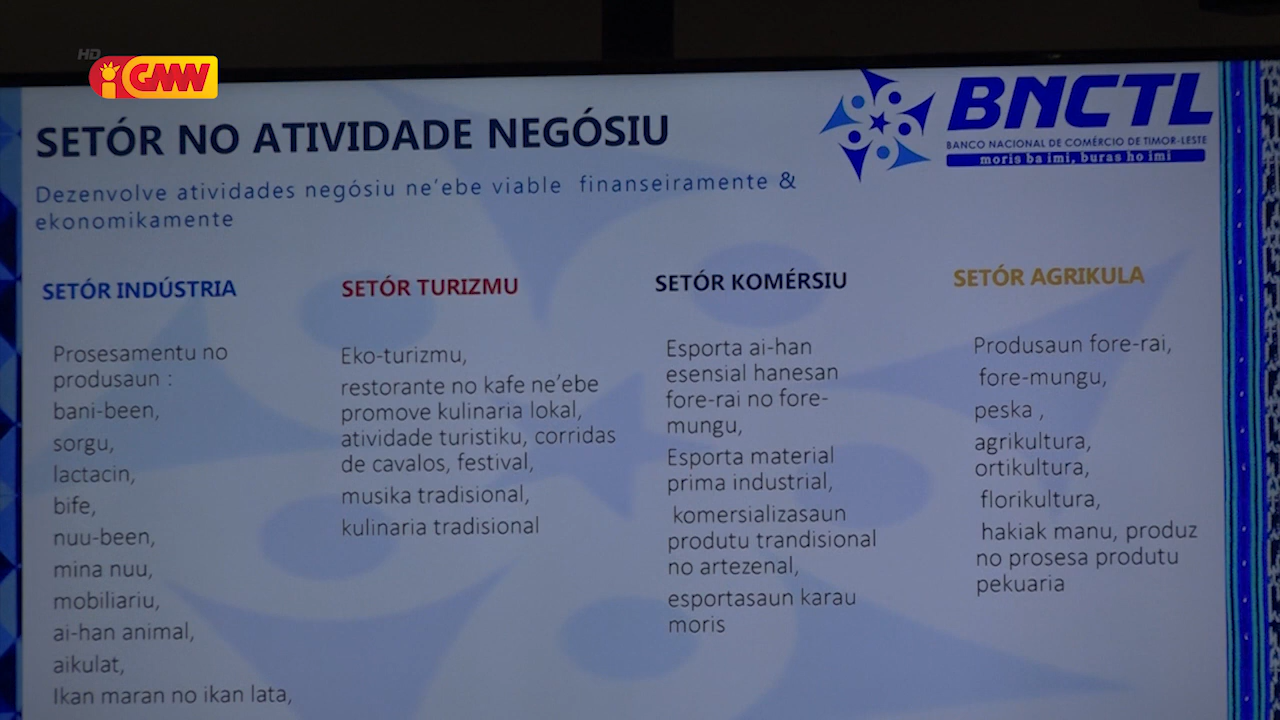 HD
GMW
BNCTL
BANCO NACIONAL DE COMÉRCIO DE TIMOR-LESTE
moris ba imi, buras ho imi
SETÓR NO ATIVIDADE NEGÓSIU
Dezenvolve atividades negósiu ne’ebe viable finanseiramente &
ekonomikamente
SETÓR INDÚSTRIA
Prosesamentu no
produsaun :
bani-been,
sorgu,
lactacin,
bife,
nuu-been,
mina nuu,
mobiliariu,
ai-han animal,
aikulat,
Ikan maran no ikan lata,
SETÓR TURIZMU
Eko-turizmu,
restorante no kafe ne’ebe
promove kulinaria lokal,
atividade turistiku, corridas
de cavalos, festival,
musika tradisional,
kulinaria tradisional
SETÓR KOMÉRSIU
Esporta ai-han
esensial hanesan
fore-rai no fore-
mungu,
Esporta material
prima industrial,
komersializasaun
produtu trandisional
no artezenal,
esportasaun karau
moris
SETÓR AGRIKULA
Produsaun fore-rai,
fore-mungu,
peska ,
agrikultura,
ortikultura,
florikultura,
hakiak manu, produz
no prosesa produtu
pekuaria